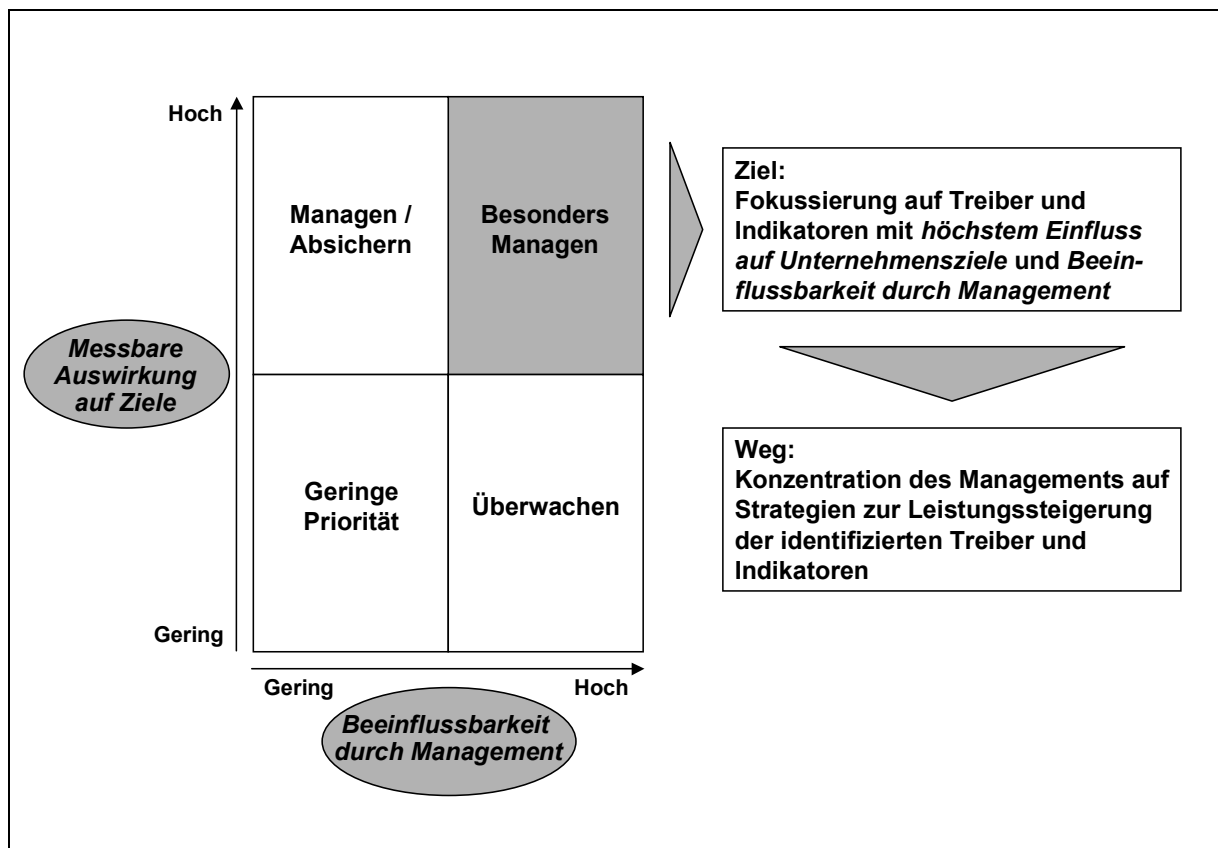 Hoch
Managen /
Absichern
Besonders
Managen
Messbare
Auswirkung
auf Ziele
Geringe
Priorität
Überwachen
Gering
Gering
Hoch
Beeinflussbarkeit
durch Management
Ziel:
Fokussierung auf Treiber und
Indikatoren mit höchstem Einfluss
auf Unternehmensziele und Beein-
flussbarkeit durch Management
Weg:
Konzentration des Managements auf
Strategien zur Leistungssteigerung
der identifizierten Treiber und
Indikatoren